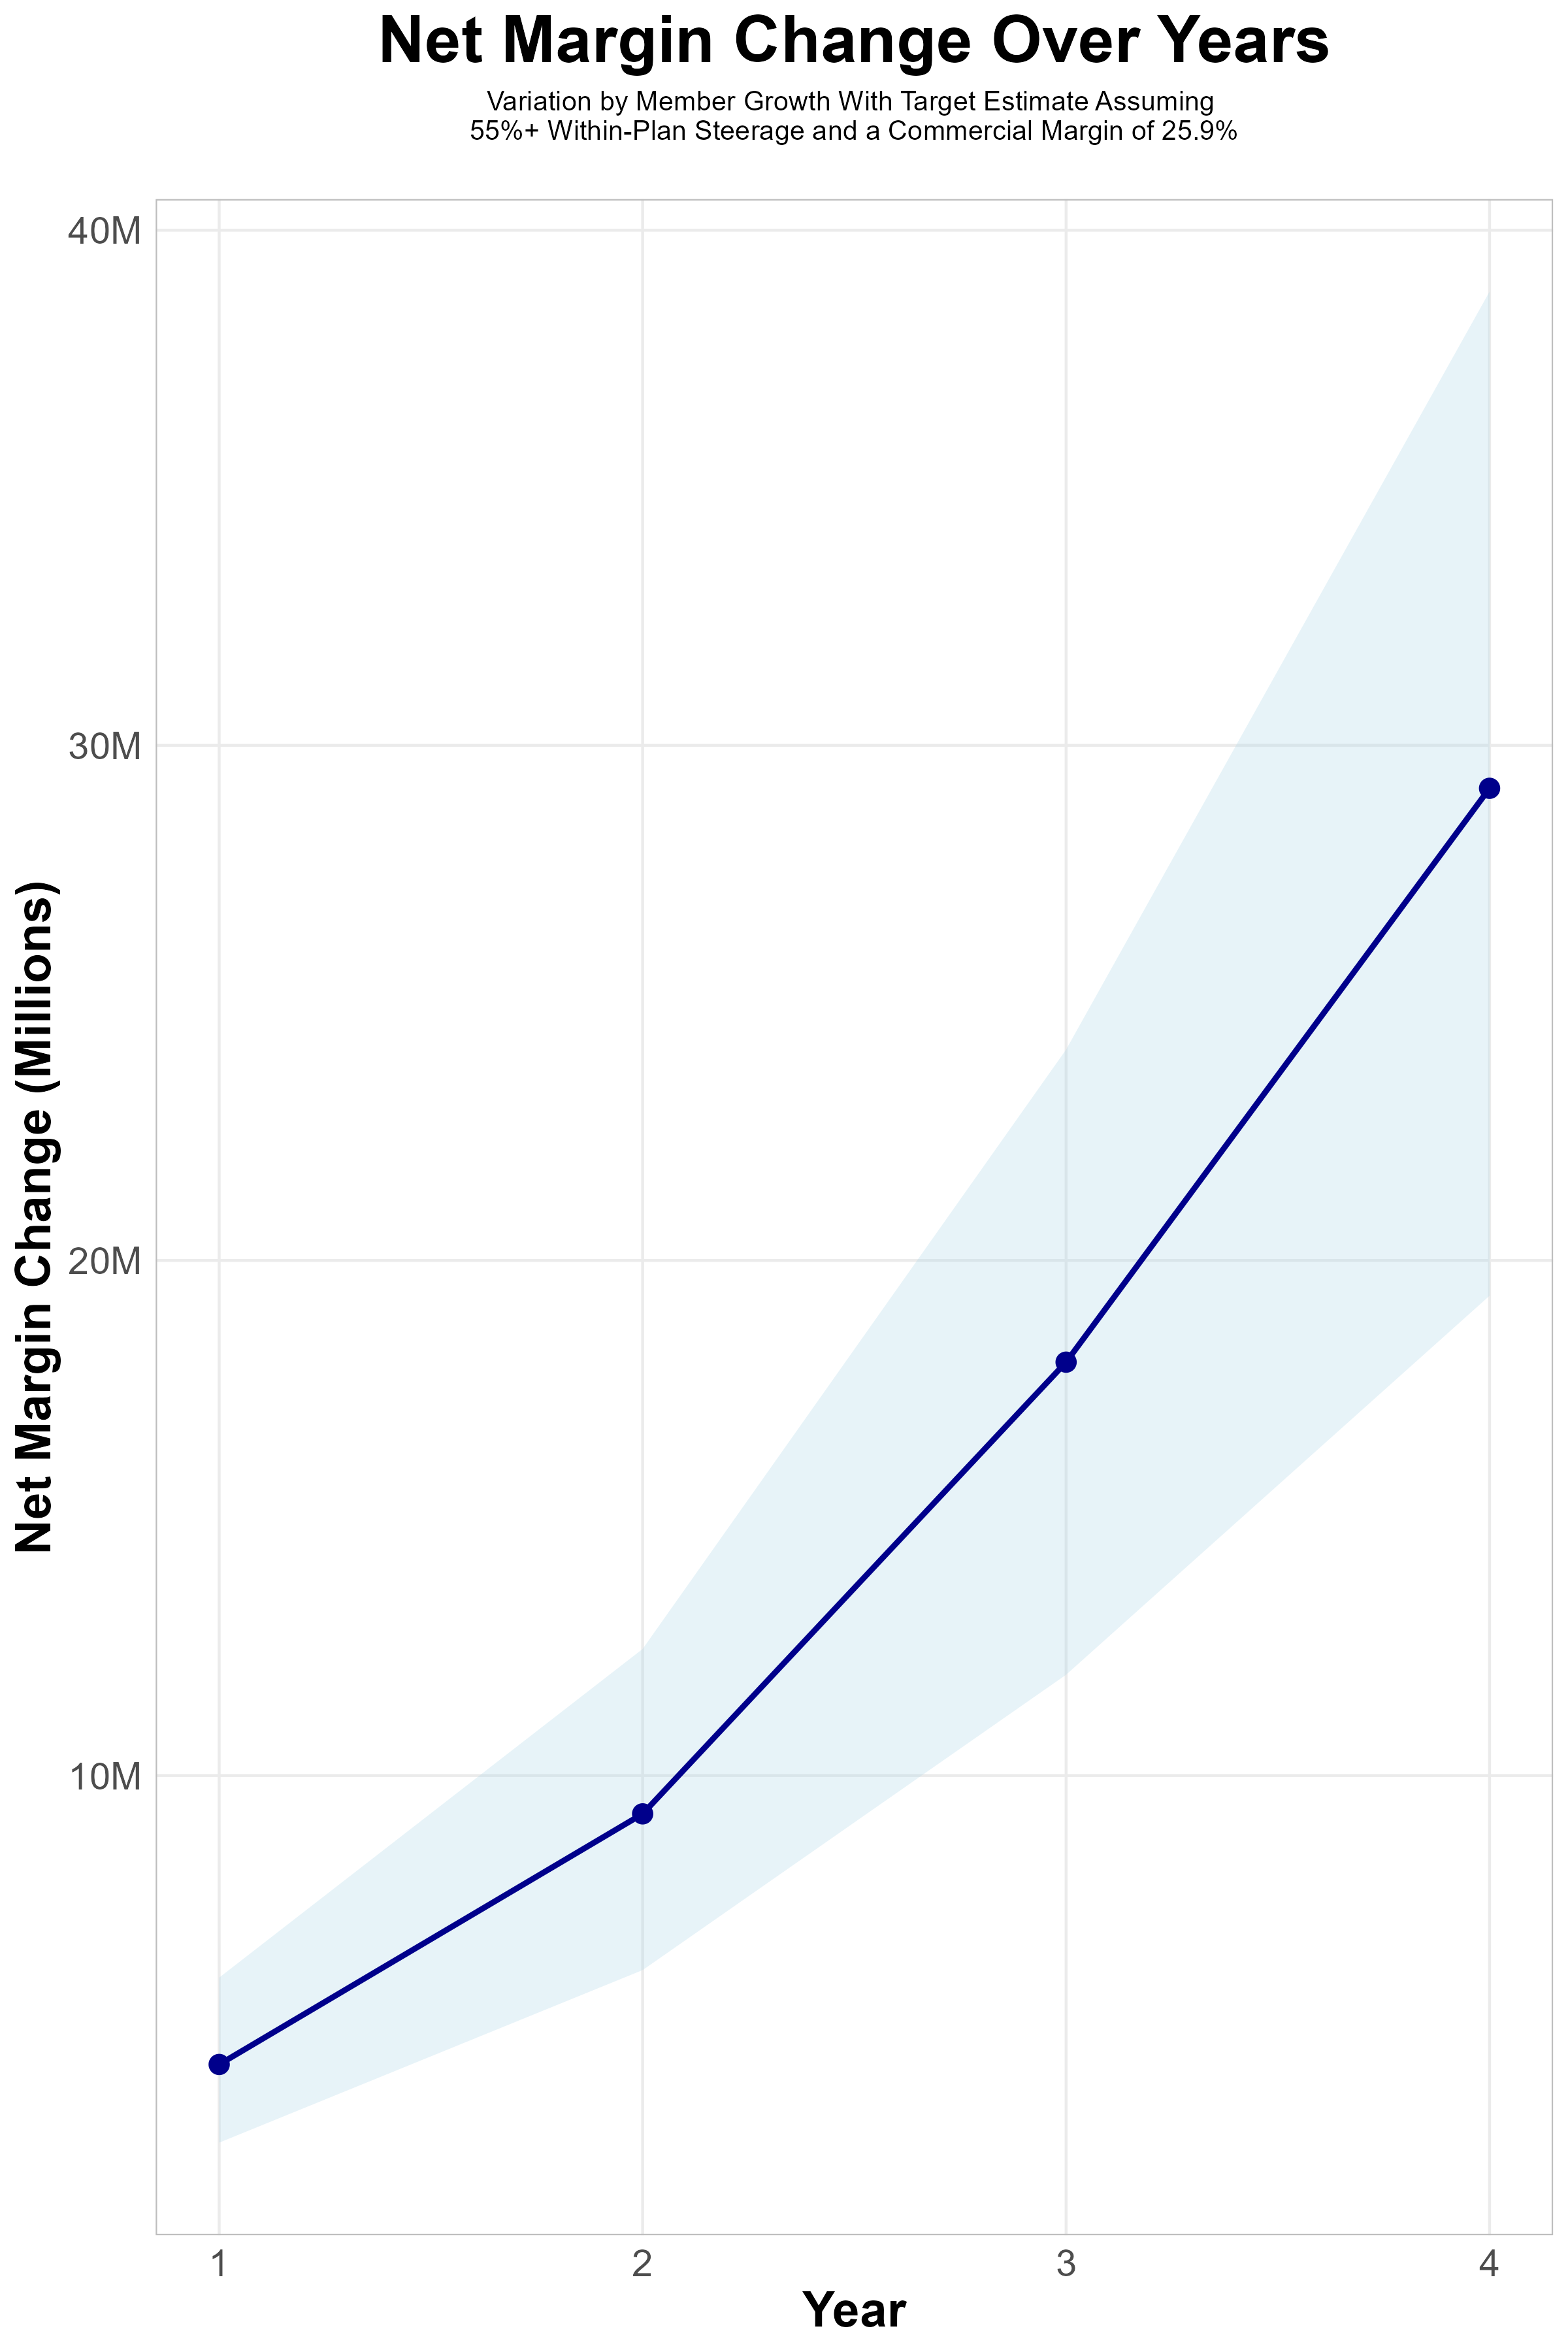 Net Margin Change Over Years
Variation by Member Growth With Target Estimate Assuming
55%+ Within-Plan Steerage and a Commercial Margin of 25.9%
40M
30M
20M
10M
Net Margin Change (Millions)
1
2
3
4
Year